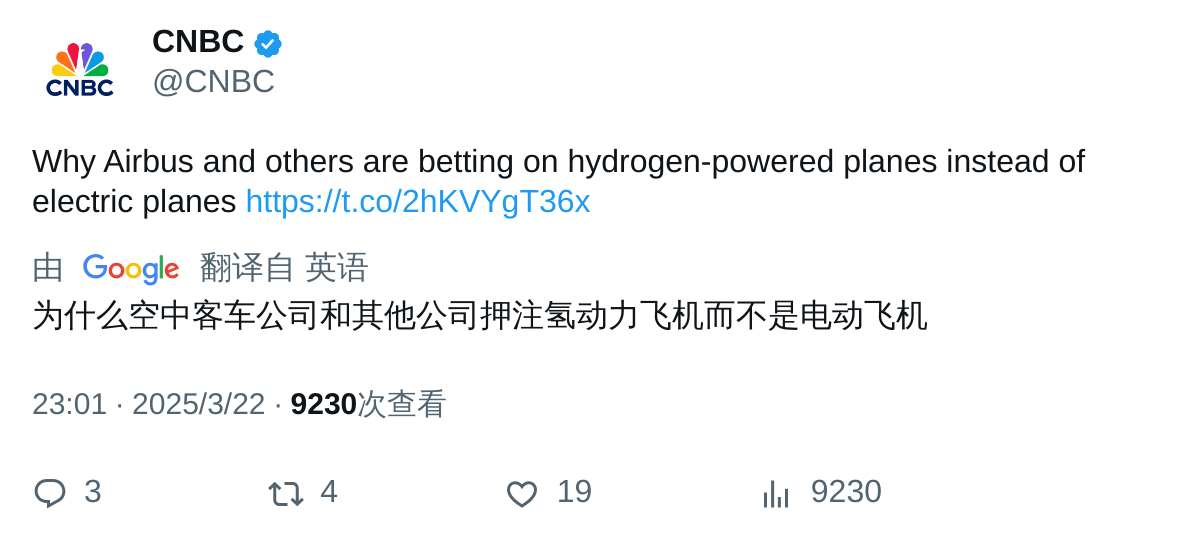 CNBC
CNBC
@CNBC
Why Airbus and others are betting on hydrogen-powered planes instead of
electric planes https://t.co/2hKVYgT36x
由 Google 翻译自 英语
为什么空中客车公司和其他公司押注氢动力飞机而不是电动飞机
23:01 · 2025/3/22 · 9230次查看
3 4 19 9230